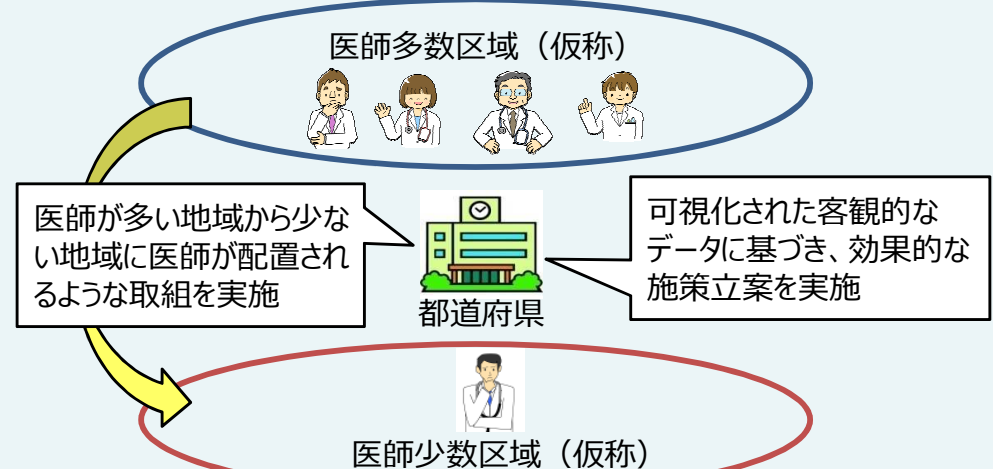 医師多数区域（仮称）
医師が多い地域から少な
い地域に医師が配置され
るような取組を実施
可視化された客観的な
データに基づき、効果的な
施策立案を実施
都道府県
医師少数区域（仮称）